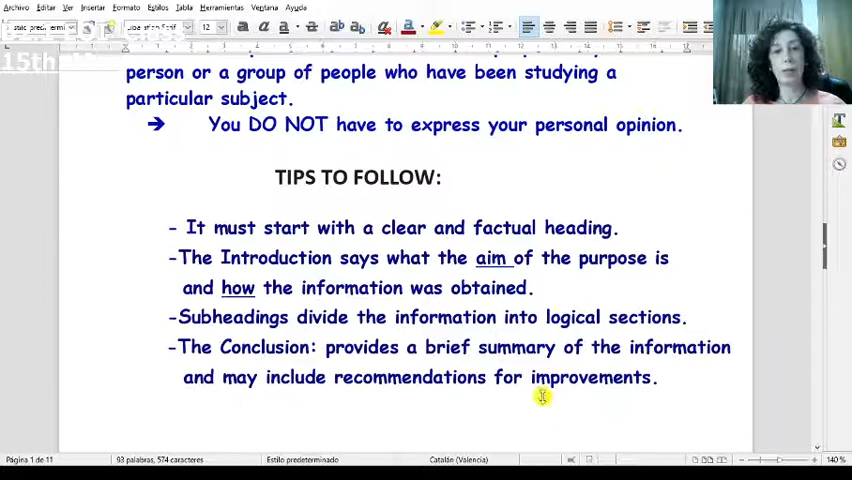 Archivo Editar Ver Insertar Formato Estilos Tabla Herramientas Ventana Ayuda
12
person or a group of people who have been studying a
particular subject.
➔ You DO NOT have to express your personal opinion.
TIPS TO FOLLOW:
- It must start with a clear and factual heading.
-The Introduction says what the aim of the purpose is
and how the information was obtained.
-Subheadings divide the information into logical sections.
-The Conclusion: provides a brief summary of the information
and may include recommendations for improvements.
Página 1 de 11 93 palabras, 574 caracteres Estilo predeterminado Catalán (Valencia) 140 %